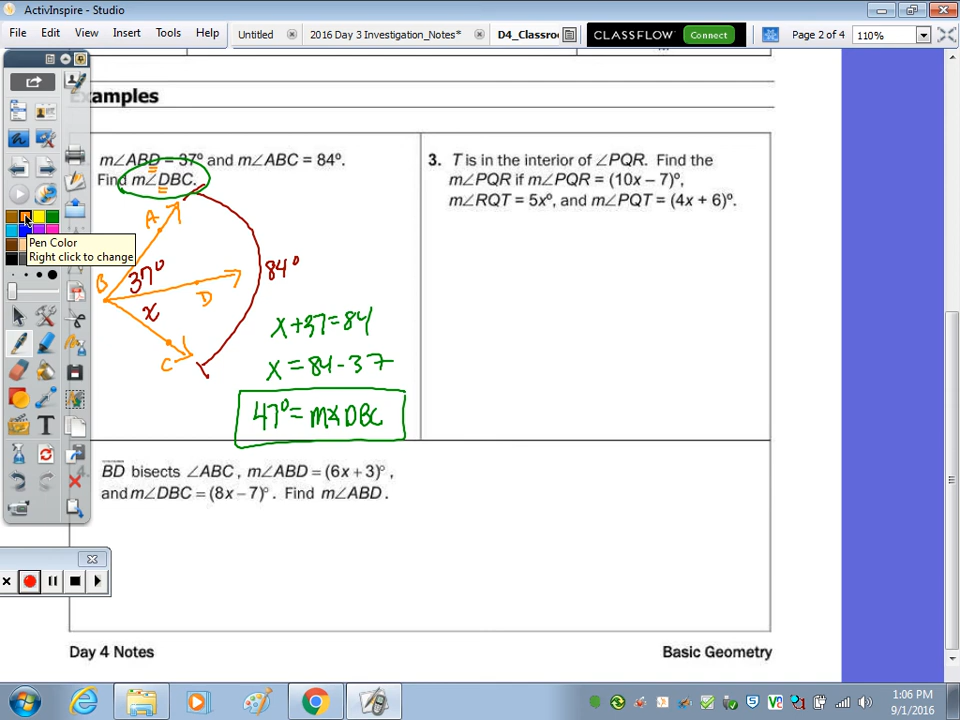 ActivInspire - Studio
File Edit View Insert Tools Help Untitled 2016 Day 3 Investigation_Notes* D4_Classroo CLASSFLOW Connect Page 2 of 4 110%
xamples
m∠ABD = 37º and m∠ABC = 84º.
Find m∠DBC.
3. T is in the interior of ∠PQR. Find the
m∠PQR if m∠PQR = (10x − 7)º,
m∠RQT = 5xº, and m∠PQT = (4x + 6)º.
Pen Color
Right click to change
A
B
37°
84°
D
x
C
x+37=84
x = 84-37
47° = m∡DBC
BD bisects ∠ABC, m∠ABD = (6x + 3)°,
and m∠DBC = (8x − 7)°. Find m∠ABD.
Day 4 Notes Basic Geometry
1:06 PM
9/1/2016